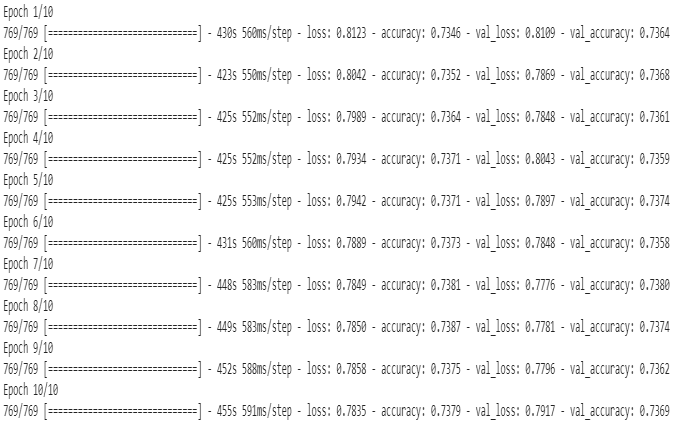 Epoch 1/10
769/769 [==============================] - 430s 560ms/step - loss: 0.8123 - accuracy: 0.7346 - val_loss: 0.8109 - val_accuracy: 0.7364
Epoch 2/10
769/769 [==============================] - 423s 550ms/step - loss: 0.8042 - accuracy: 0.7352 - val_loss: 0.7869 - val_accuracy: 0.7368
Epoch 3/10
769/769 [==============================] - 425s 552ms/step - loss: 0.7989 - accuracy: 0.7364 - val_loss: 0.7848 - val_accuracy: 0.7361
Epoch 4/10
769/769 [==============================] - 425s 552ms/step - loss: 0.7934 - accuracy: 0.7371 - val_loss: 0.8043 - val_accuracy: 0.7359
Epoch 5/10
769/769 [==============================] - 425s 553ms/step - loss: 0.7942 - accuracy: 0.7371 - val_loss: 0.7897 - val_accuracy: 0.7374
Epoch 6/10
769/769 [==============================] - 431s 560ms/step - loss: 0.7889 - accuracy: 0.7373 - val_loss: 0.7848 - val_accuracy: 0.7358
Epoch 7/10
769/769 [==============================] - 448s 583ms/step - loss: 0.7849 - accuracy: 0.7381 - val_loss: 0.7776 - val_accuracy: 0.7380
Epoch 8/10
769/769 [==============================] - 449s 583ms/step - loss: 0.7850 - accuracy: 0.7387 - val_loss: 0.7781 - val_accuracy: 0.7374
Epoch 9/10
769/769 [==============================] - 452s 588ms/step - loss: 0.7858 - accuracy: 0.7375 - val_loss: 0.7796 - val_accuracy: 0.7362
Epoch 10/10
769/769 [==============================] - 455s 591ms/step - loss: 0.7835 - accuracy: 0.7379 - val_loss: 0.7917 - val_accuracy: 0.7369